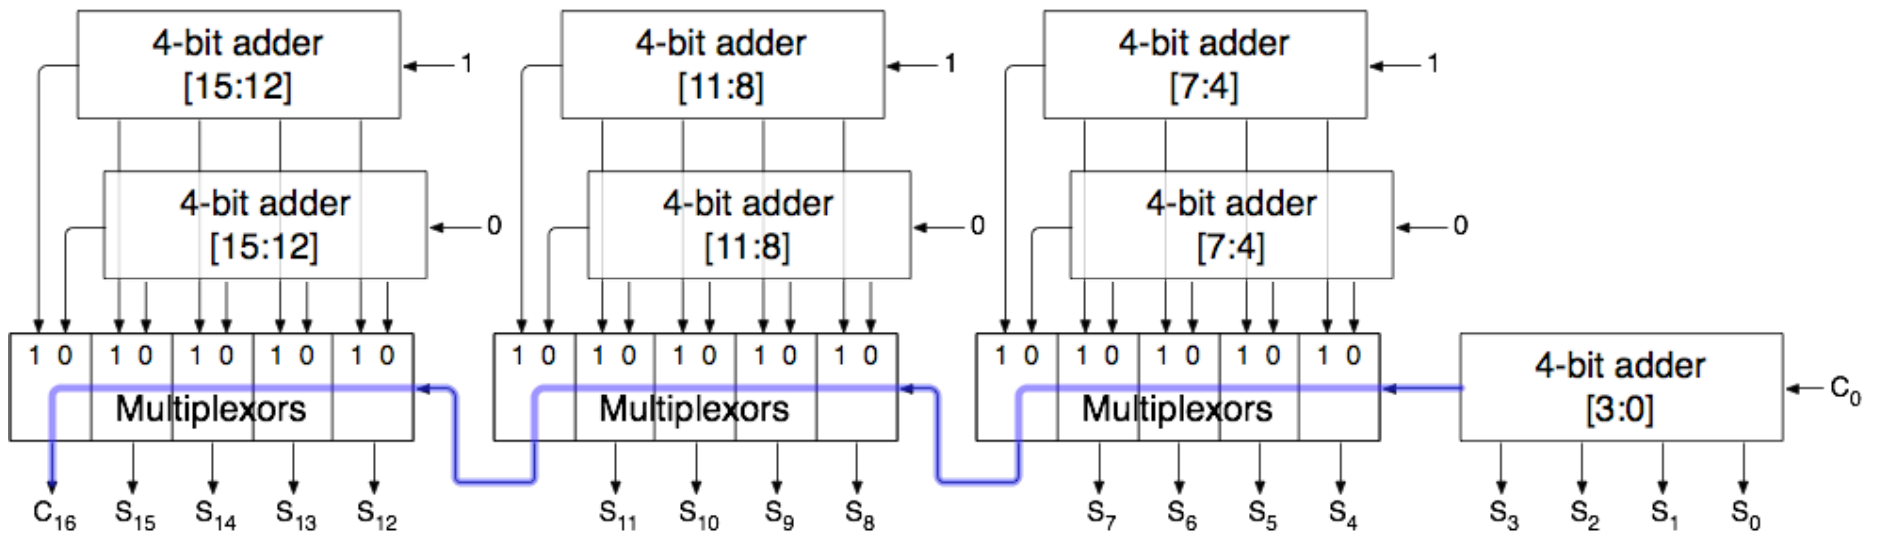 4-bit adder
[15:12]
1
4-bit adder
[11:8]
1
4-bit adder
[7:4]
1
4-bit adder
[15:12]
0
4-bit adder
[11:8]
0
4-bit adder
[7:4]
0
1 0 1 0 1 0 1 0 1 0
Multiplexors
1 0 1 0 1 0 1 0 1 0
Multiplexors
1 0 1 0 1 0 1 0 1 0
Multiplexors
4-bit adder
[3:0]
C0
C16 S15 S14 S13 S12
S11 S10 S9 S8
S7 S6 S5 S4
S3 S2 S1 S0